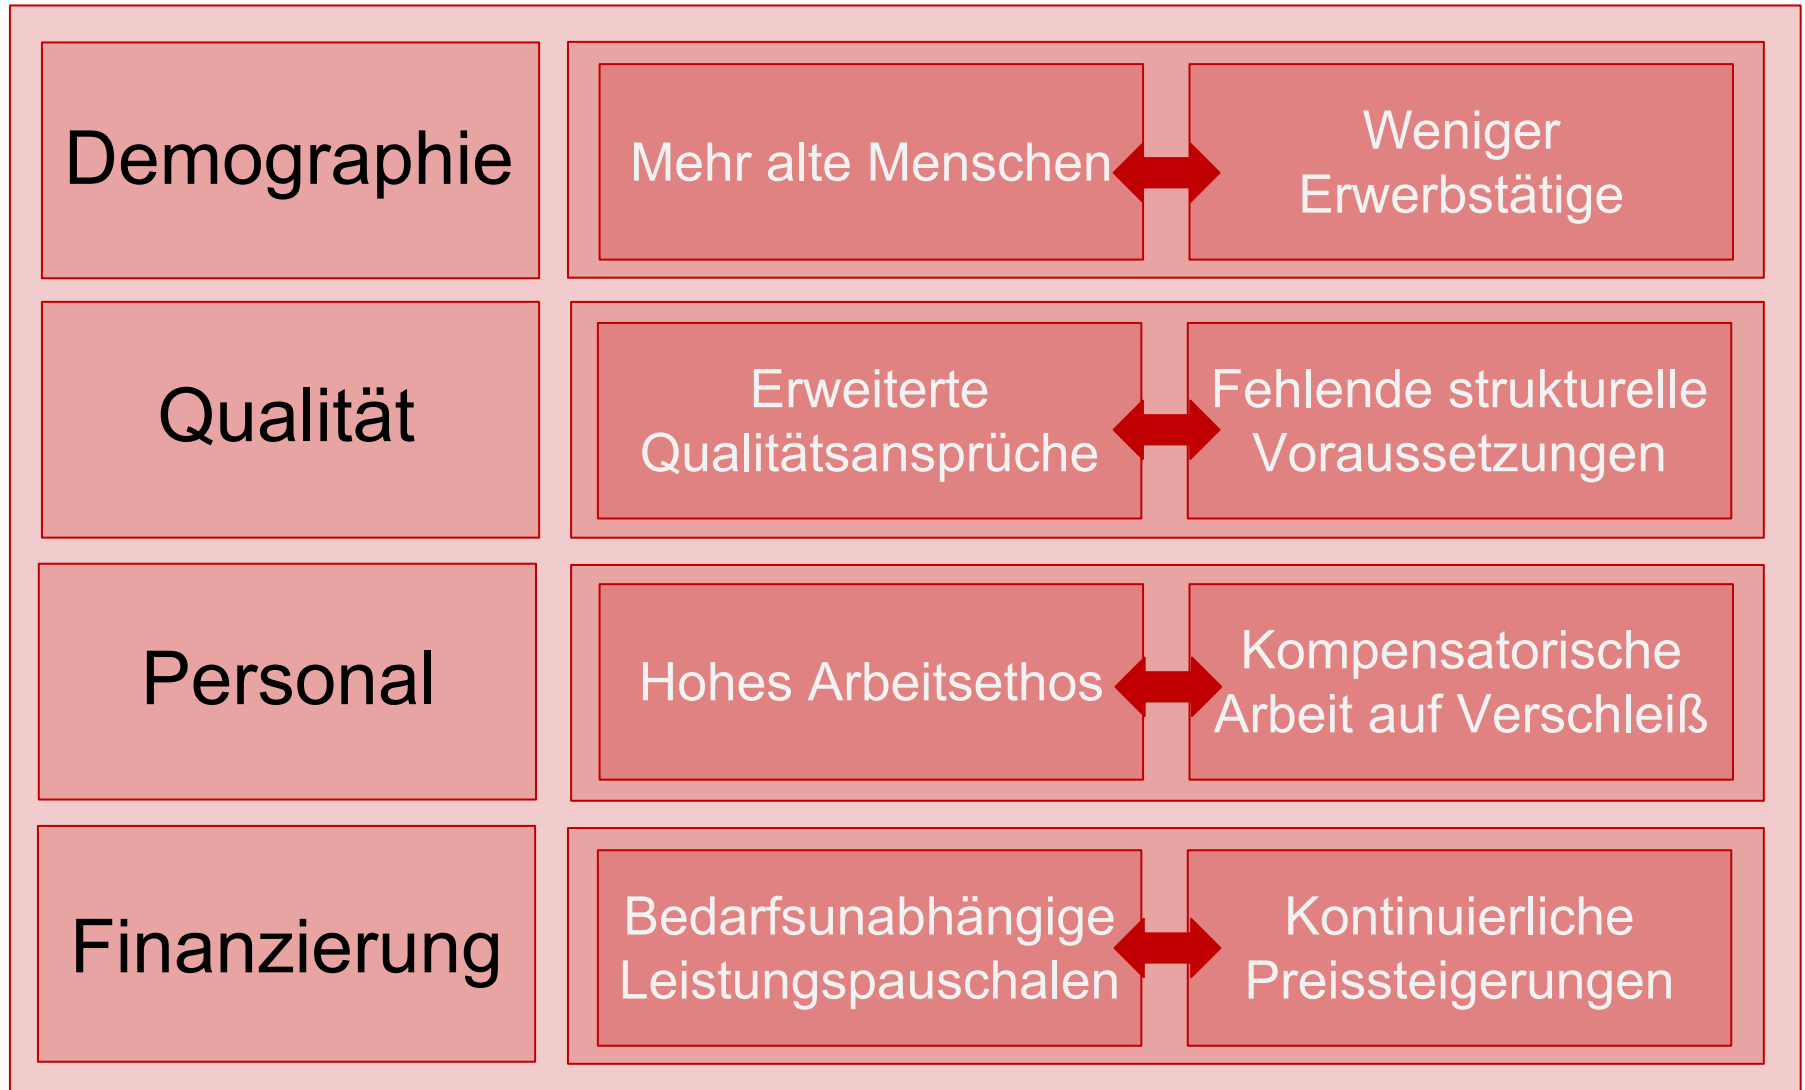 Demographie
Mehr alte Menschen
Weniger
Erwerbstätige
Qualität
Erweiterte
Qualitätsansprüche
Fehlende strukturelle
Voraussetzungen
Personal
Hohes Arbeitsethos
Kompensatorische
Arbeit auf Verschleiß
Finanzierung
Bedarfsunabhängige
Leistungspauschalen
Kontinuierliche
Preissteigerungen